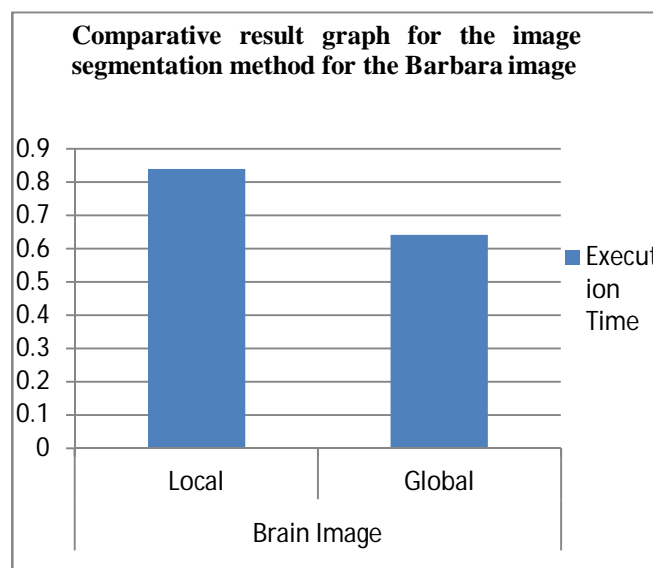 Comparative result graph for the image
segmentation method for the Barbara image
0.9
0.8
0.7
0.6
0.5
0.4
0.3
0.2
0.1
0
Local Global
Brain Image
Execut
ion
Time